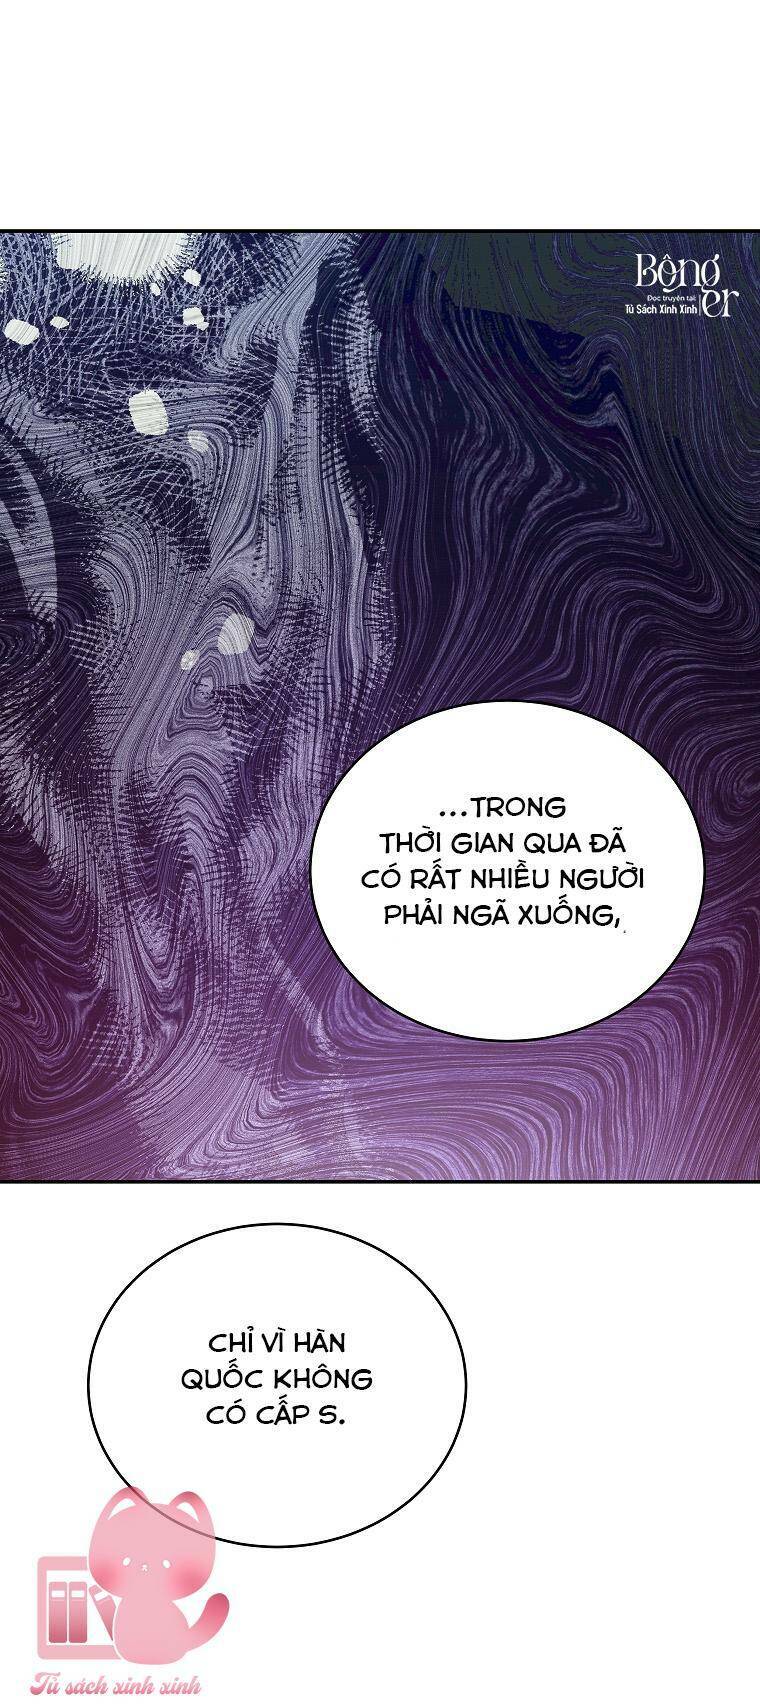 Bộng
er
Đọc truyện tại:
Tủ Sách Xinh Xinh
...TRONG
THỜI GIAN QUA ĐÃ
CÓ RẤT NHIỀU NGƯỜI
PHẢI NGÃ XUỐNG,
CHỈ VÌ HÀN
QUỐC KHÔNG
CÓ CẤP S.
Tủ sách xinh xinh